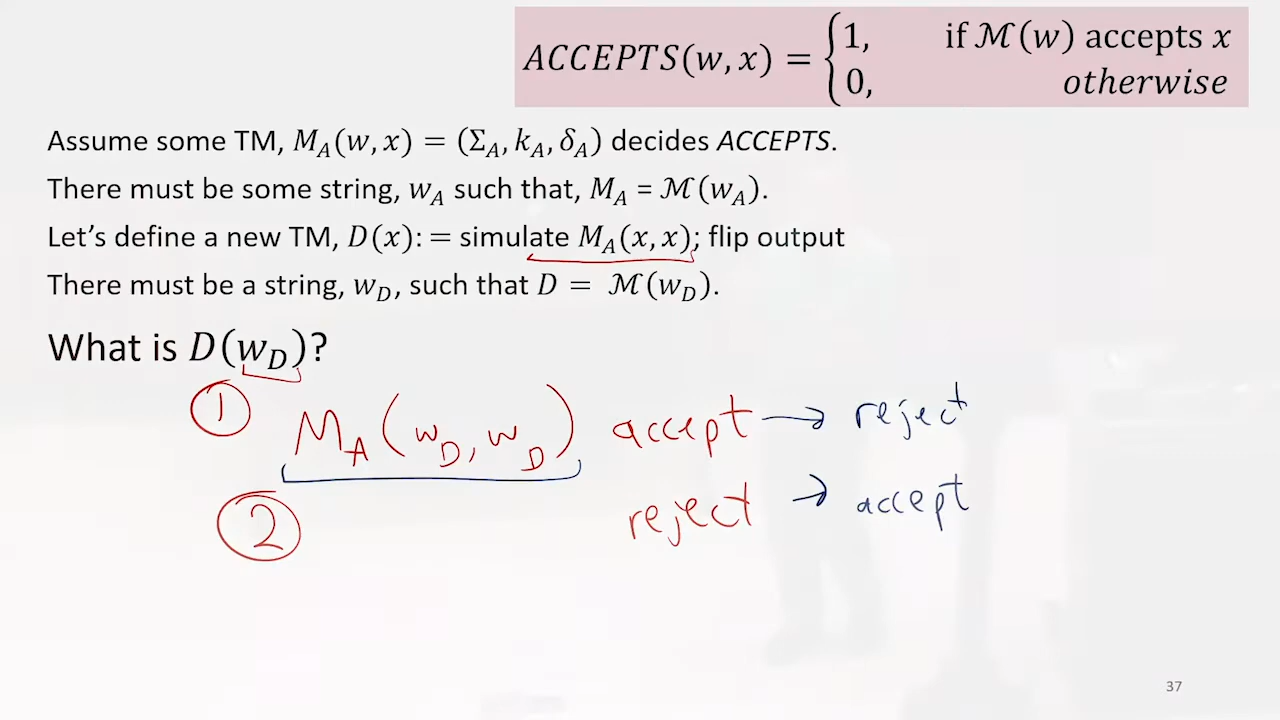 ACCEPTS(w, x) = {1, if ℳ(w) accepts x
0, otherwise
Assume some TM, M_A(w, x) = (Σ_A, k_A, δ_A) decides ACCEPTS.
There must be some string, w_A such that, M_A = ℳ(w_A).
Let's define a new TM, D(x): = simulate M_A(x, x); flip output
There must be a string, w_D, such that D = ℳ(w_D).
What is D(w_D)?
① M_A(w_D, w_D) accept → reject
② reject → accept
37